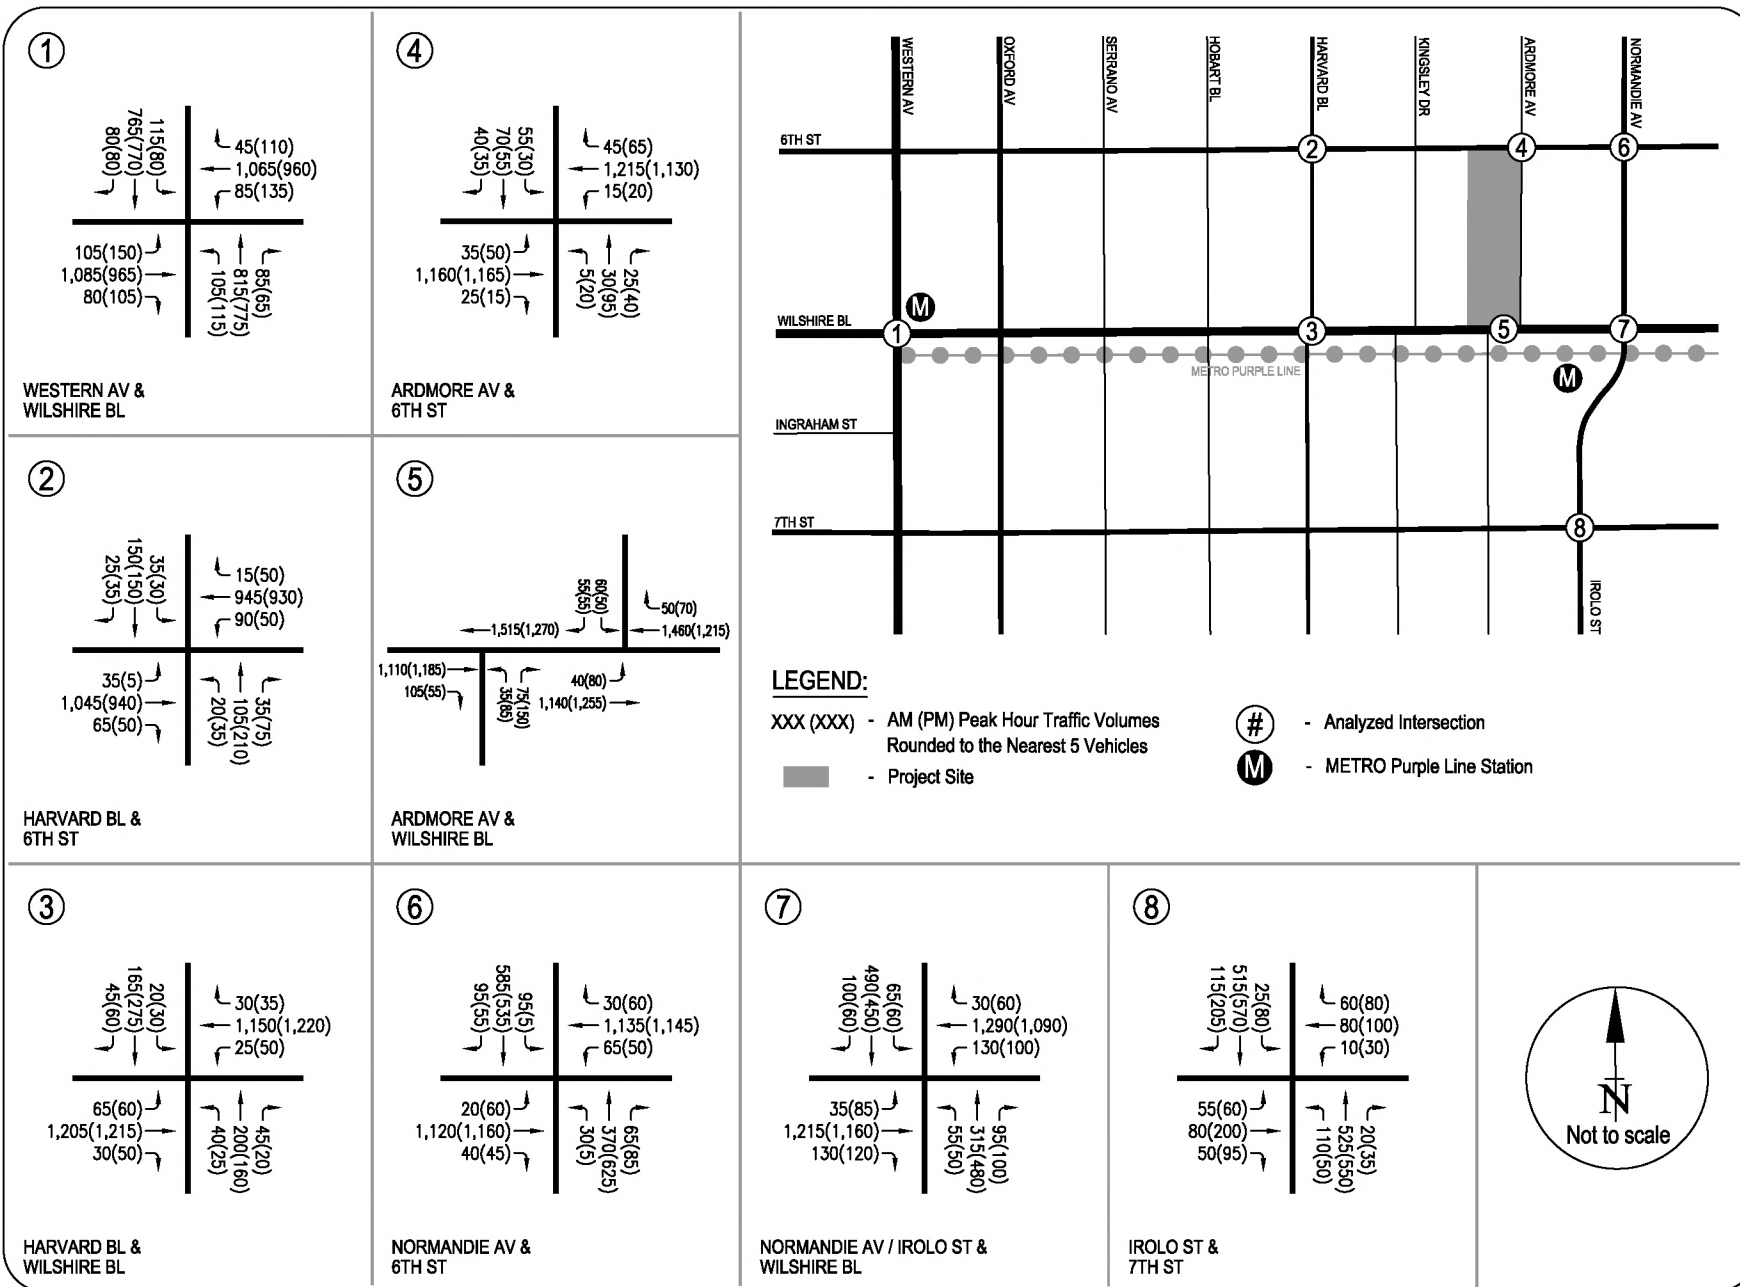 1
80(80)
765(770)
115(80)
45(110)
1,065(960)
85(135)
105(150)
1,085(965)
80(105)
105(115)
815(775)
85(65)
WESTERN AV &
WILSHIRE BL
4
40(35)
70(55)
55(30)
45(65)
1,215(1,130)
15(20)
35(50)
1,160(1,165)
25(15)
5(20)
30(95)
25(40)
ARDMORE AV &
6TH ST
WESTERN AV
OXFORD AV
SERRANO AV
HOBART BL
HARVARD BL
KINGSLEY DR
ARDMORE AV
NORMANDIE AV
6TH ST
2
4
6
M
WILSHIRE BL
1
3
5
7
METRO PURPLE LINE
M
INGRAHAM ST
7TH ST
8
IROLO ST
LEGEND:
XXX (XXX) - AM (PM) Peak Hour Traffic Volumes
Rounded to the Nearest 5 Vehicles
- Project Site
# - Analyzed Intersection
M - METRO Purple Line Station
2
25(35)
150(150)
35(30)
15(50)
945(930)
90(50)
35(5)
1,045(940)
65(50)
20(35)
105(210)
35(75)
HARVARD BL &
6TH ST
5
55(55)
60(50)
50(70)
1,515(1,270)
1,460(1,215)
1,110(1,185)
105(55)
35(85)
75(150)
40(80)
1,140(1,255)
ARDMORE AV &
WILSHIRE BL
3
45(60)
165(275)
20(30)
30(35)
1,150(1,220)
25(50)
65(60)
1,205(1,215)
30(50)
40(25)
200(160)
45(20)
HARVARD BL &
WILSHIRE BL
6
95(55)
585(535)
95(5)
30(60)
1,135(1,145)
65(50)
20(60)
1,120(1,160)
40(45)
30(5)
370(625)
65(85)
NORMANDIE AV &
6TH ST
7
100(60)
490(450)
65(60)
30(60)
1,290(1,090)
130(100)
35(85)
1,215(1,160)
130(120)
55(50)
315(480)
95(100)
NORMANDIE AV / IROLO ST &
WILSHIRE BL
8
115(205)
515(570)
25(80)
60(80)
80(100)
10(30)
55(60)
80(200)
50(95)
110(50)
525(550)
20(35)
IROLO ST &
7TH ST
N
Not to scale